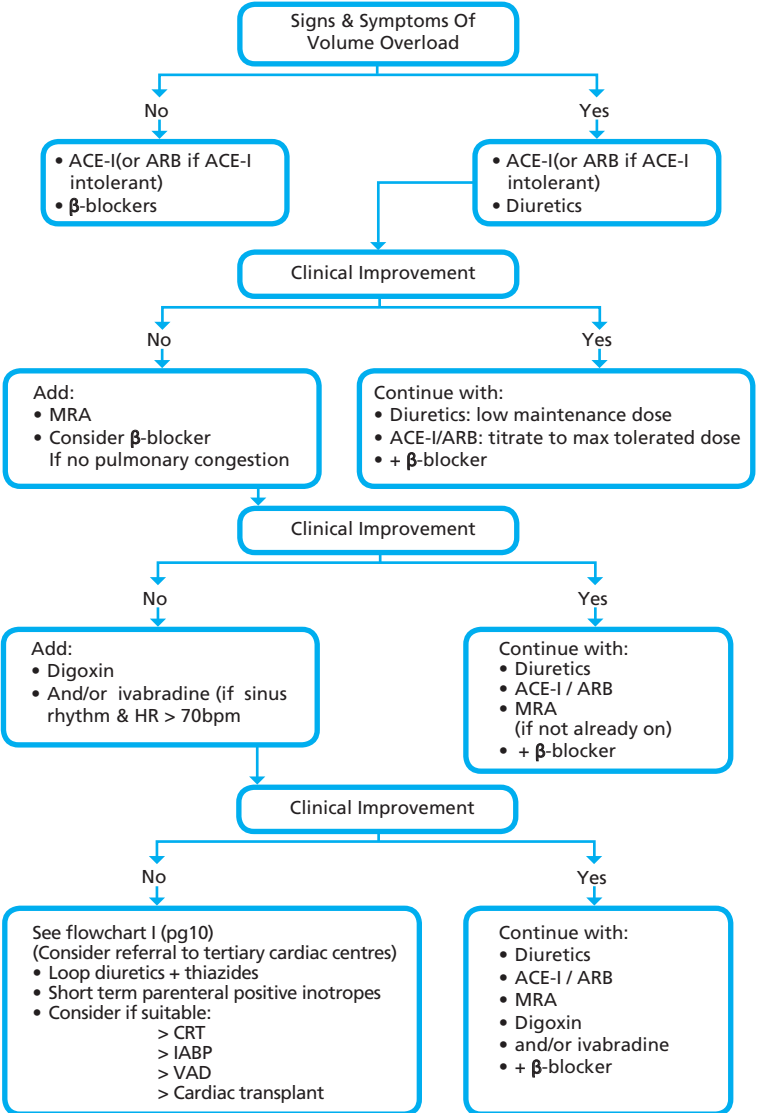 Signs & Symptoms Of
Volume Overload
No
Yes
• ACE-I(or ARB if ACE-I
intolerant)
• β-blockers
• ACE-I(or ARB if ACE-I
intolerant)
• Diuretics
Clinical Improvement
No
Yes
Add:
• MRA
• Consider β-blocker
If no pulmonary congestion
Continue with:
• Diuretics: low maintenance dose
• ACE-I/ARB: titrate to max tolerated dose
• + β-blocker
Clinical Improvement
No
Yes
Add:
• Digoxin
• And/or ivabradine (if sinus
rhythm & HR > 70bpm
Continue with:
• Diuretics
• ACE-I / ARB
• MRA
(if not already on)
• + β-blocker
Clinical Improvement
No
Yes
See flowchart I (pg10)
(Consider referral to tertiary cardiac centres)
• Loop diuretics + thiazides
• Short term parenteral positive inotropes
• Consider if suitable:
> CRT
> IABP
> VAD
> Cardiac transplant
Continue with:
• Diuretics
• ACE-I / ARB
• MRA
• Digoxin
• and/or ivabradine
• + β-blocker